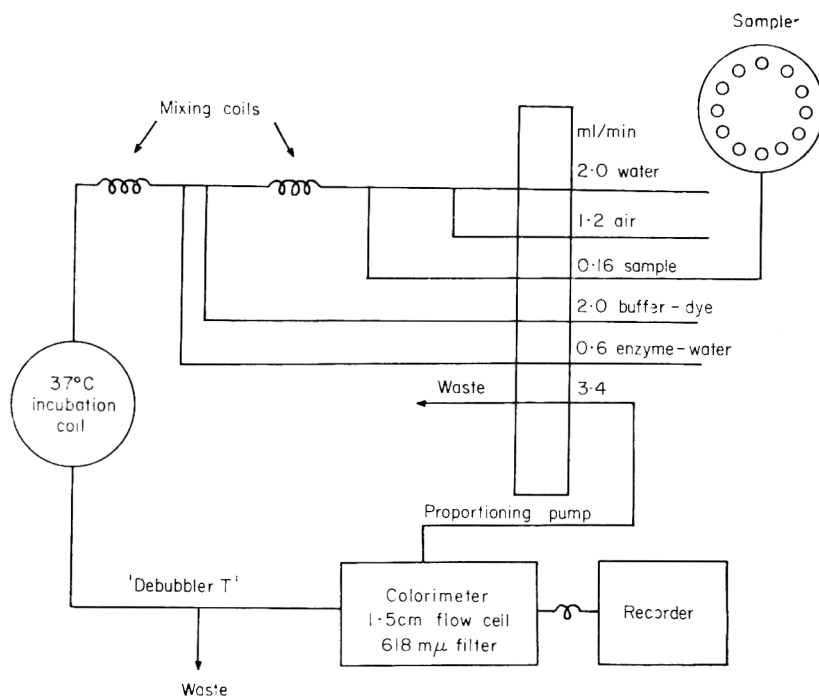 Sampler
Mixing coils
ml/min
2·0 water
1·2 air
0·16 sample
2·0 buffer-dye
0·6 enzyme-water
3·4
Waste
37°C
incubation
coil
Proportioning pump
'Debubbler T'
Colorimeter
1·5cm flow cell
618 mμ filter
Recorder
Waste